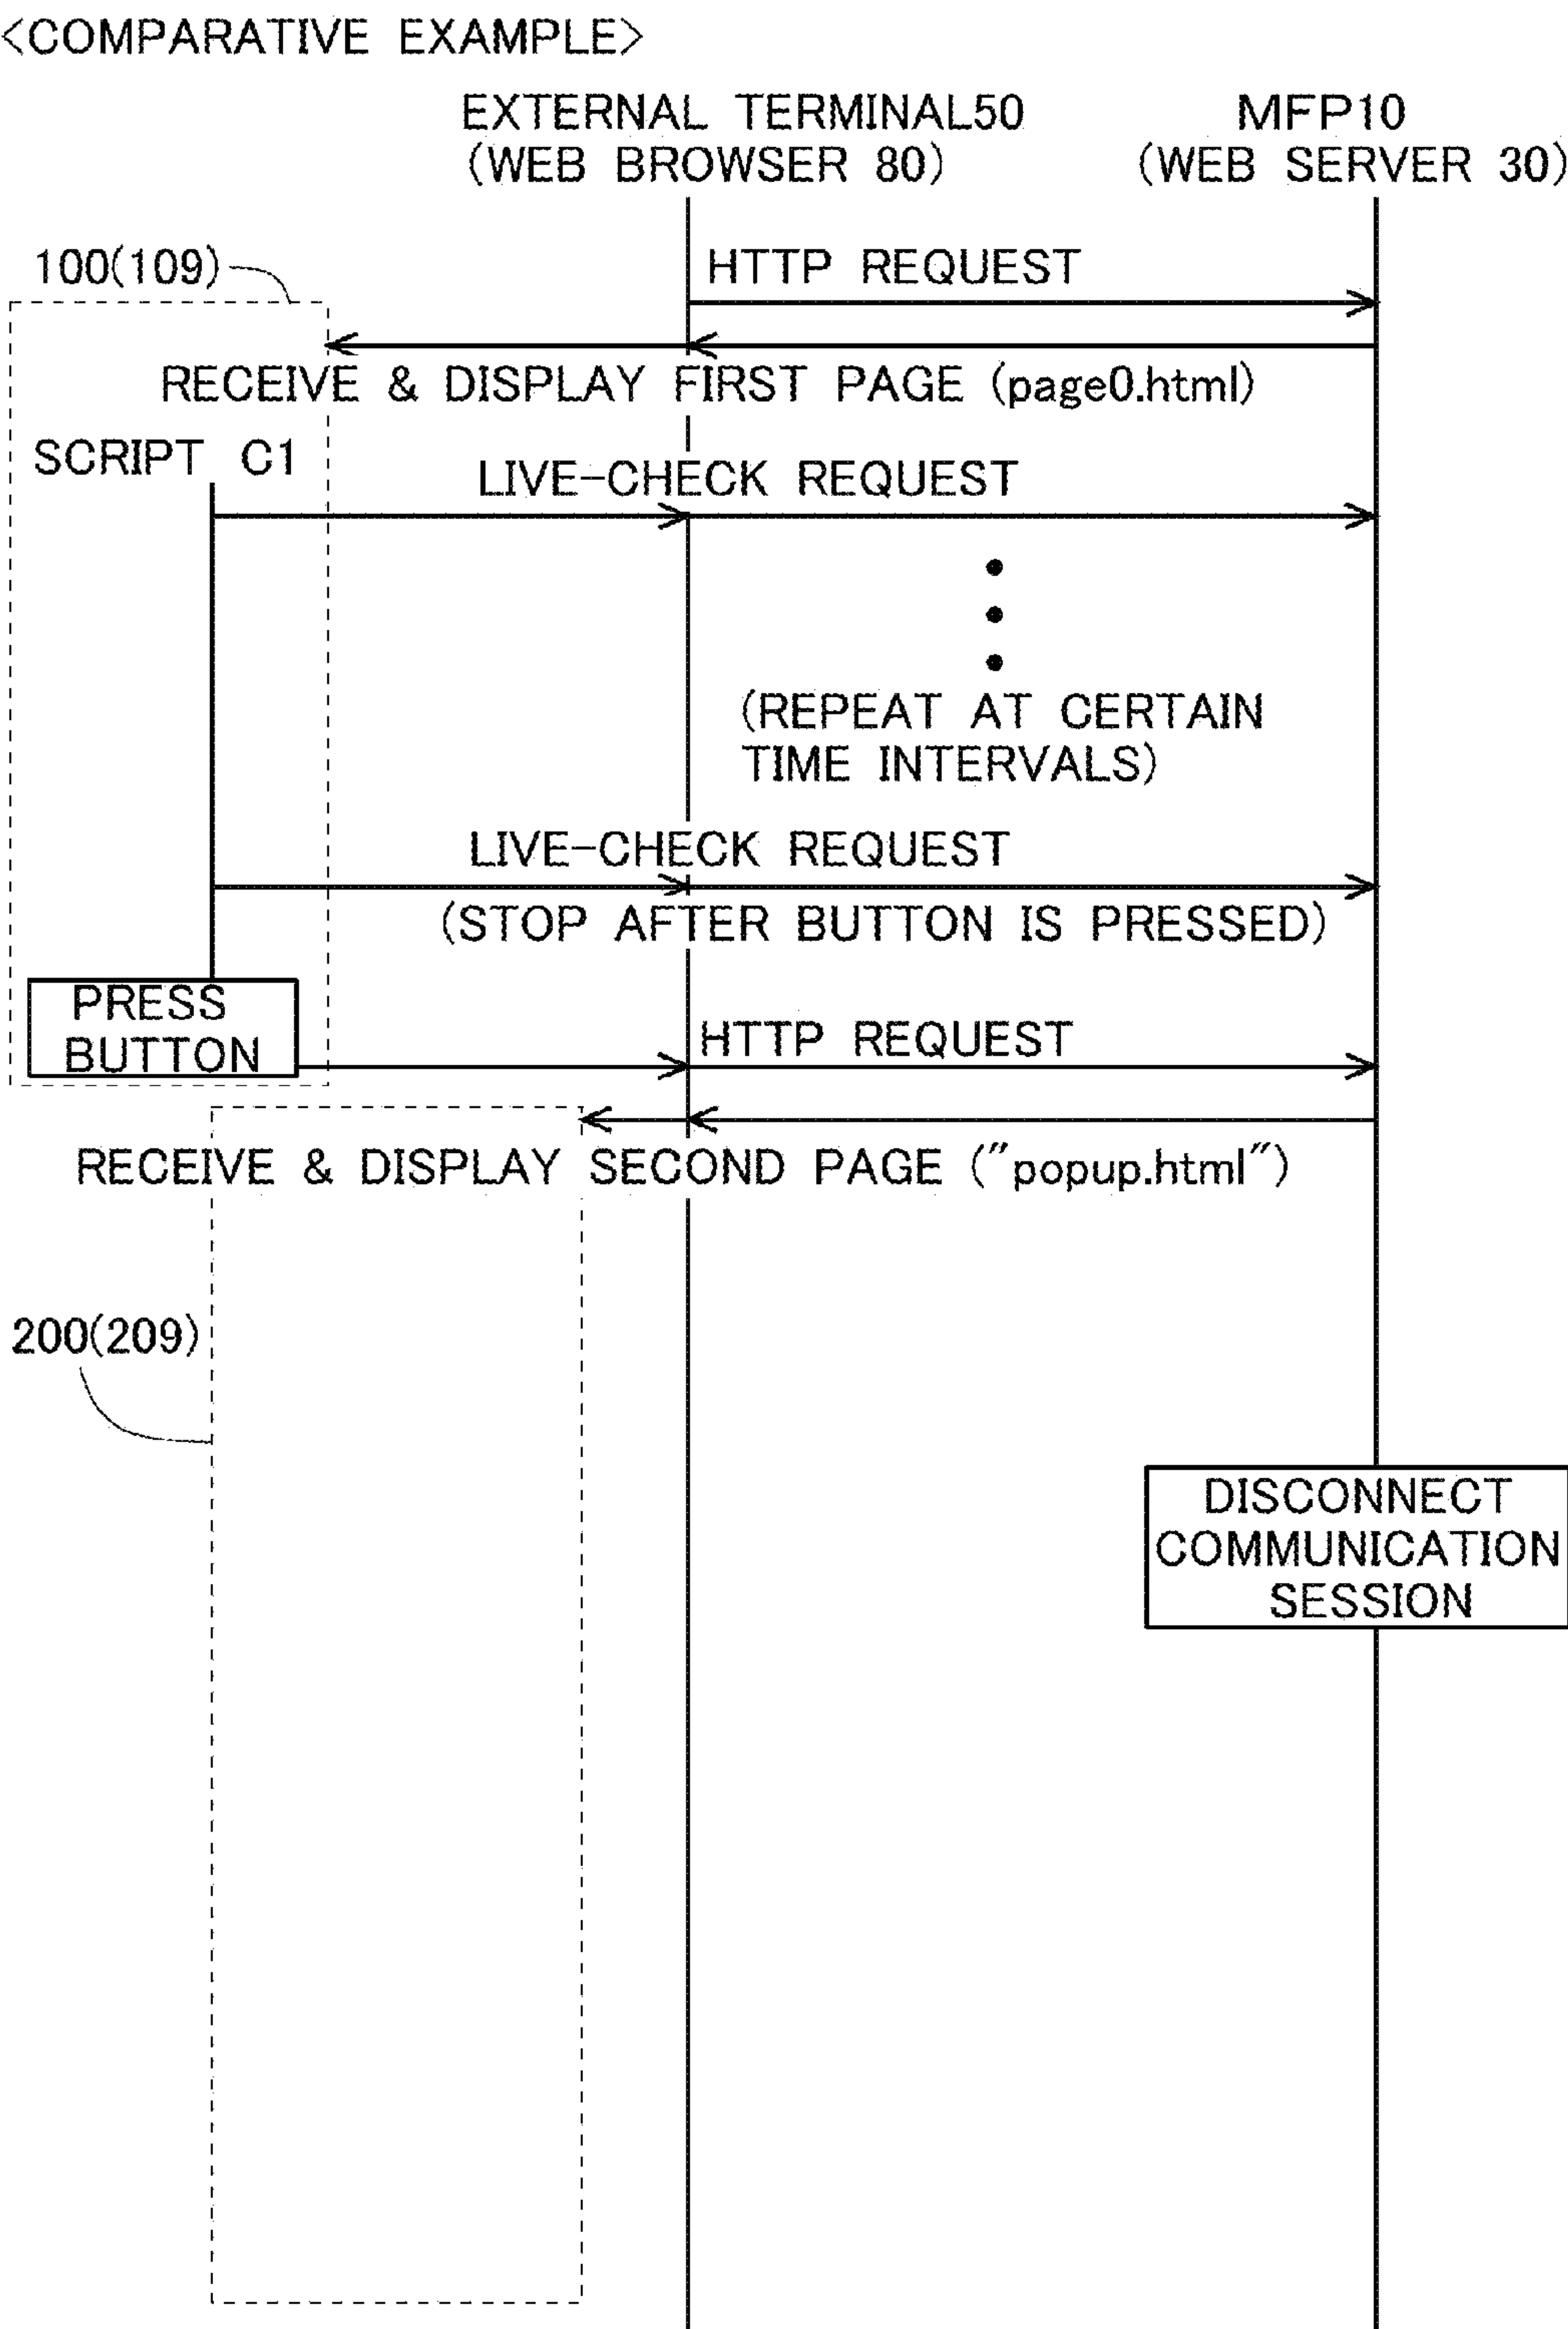 <COMPARATIVE EXAMPLE>
EXTERNAL TERMINAL50
(WEB BROWSER 80)
MFP10
(WEB SERVER 30)
100(109)
HTTP REQUEST
RECEIVE & DISPLAY FIRST PAGE (page0.html)
SCRIPT C1
LIVE-CHECK REQUEST
(REPEAT AT CERTAIN
TIME INTERVALS)
LIVE-CHECK REQUEST
(STOP AFTER BUTTON IS PRESSED)
PRESS
BUTTON
HTTP REQUEST
RECEIVE & DISPLAY SECOND PAGE ("popup.html")
200(209)
DISCONNECT
COMMUNICATION
SESSION